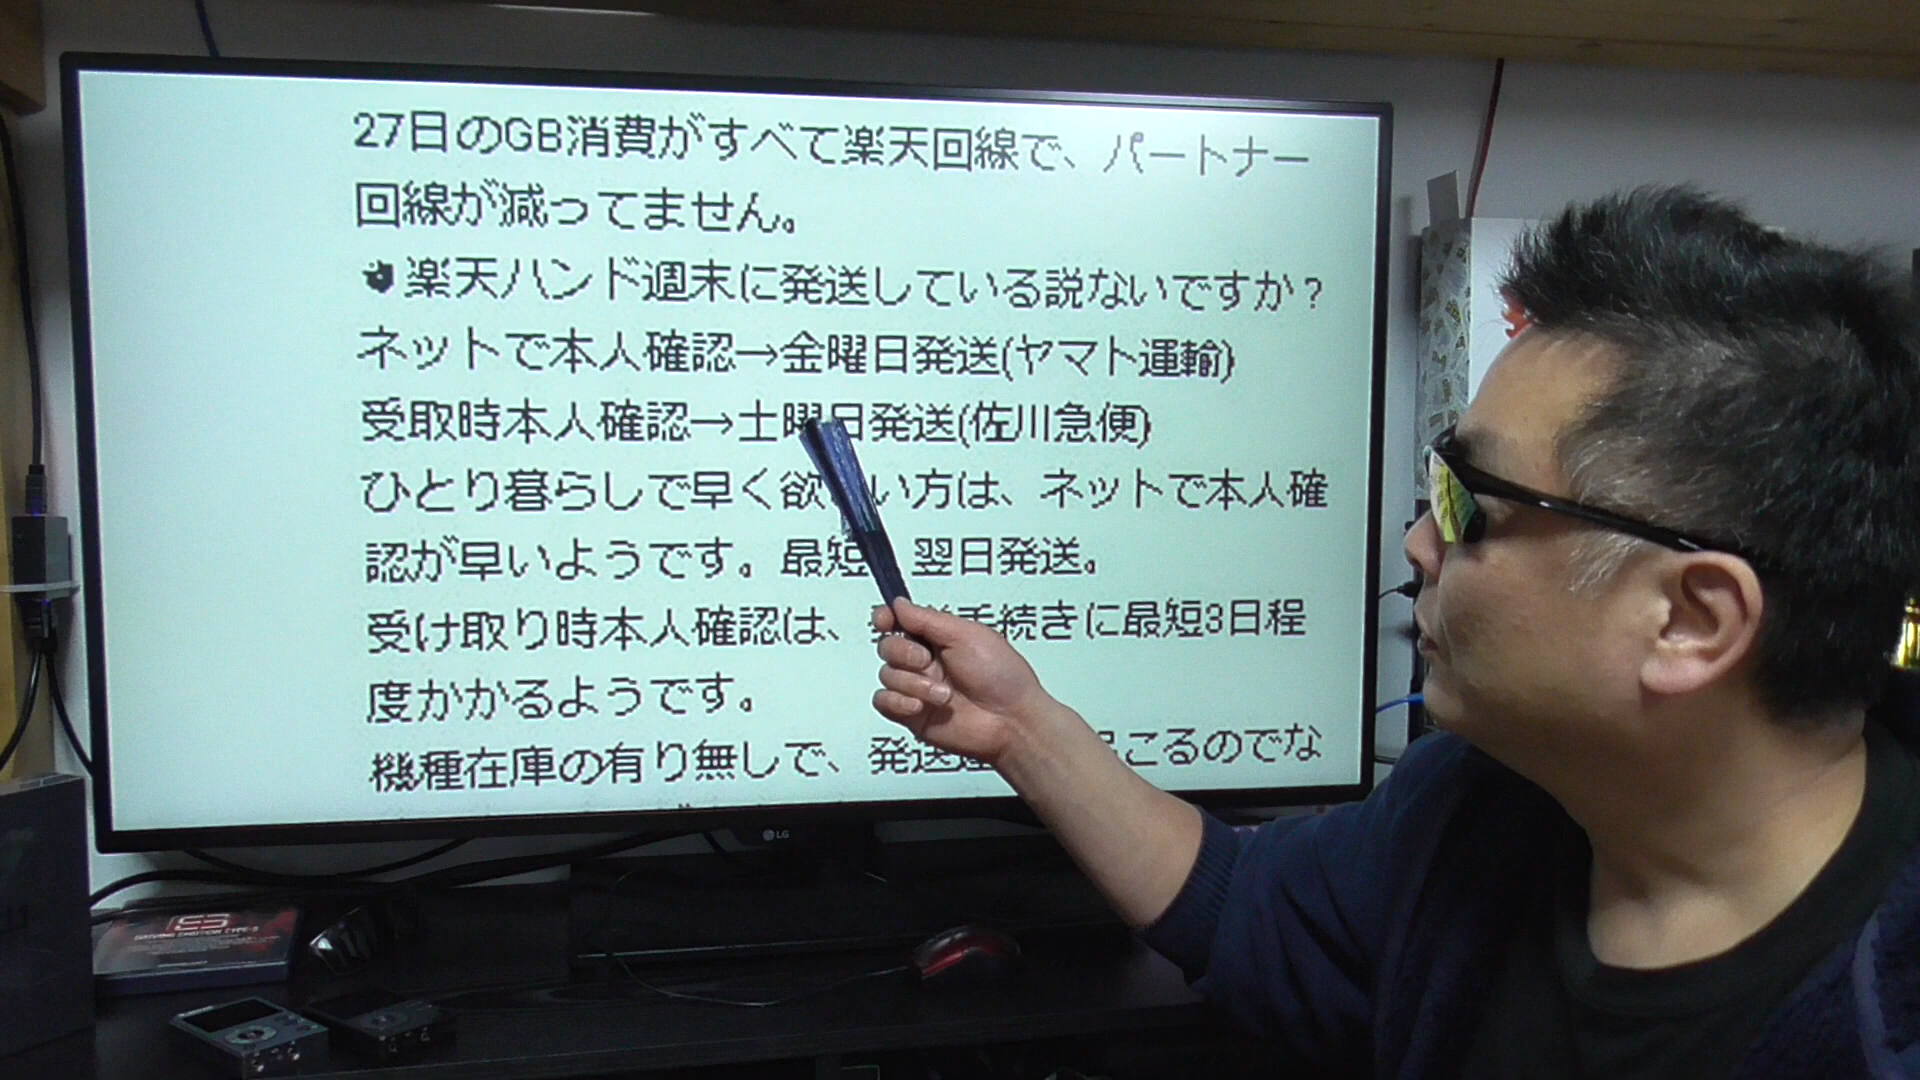 27日のGB消費がすべて楽天回線で、パートナー
回線が減ってません。
楽天ハンド週末に発送している説ないですか？
ネットで本人確認→金曜日発送(ヤマト運輸)
受取時本人確認→土曜日発送(佐川急便)
ひとり暮らしで早く欲 い方は、ネットで本人確
認が早いようです。最短 翌日発送。
受け取り時本人確認は、 手続きに最短3日程
度かかるようです。
機種在庫の有り無しで、発送 こるのでな
LG
DRIVING EMOTION TYPE-S